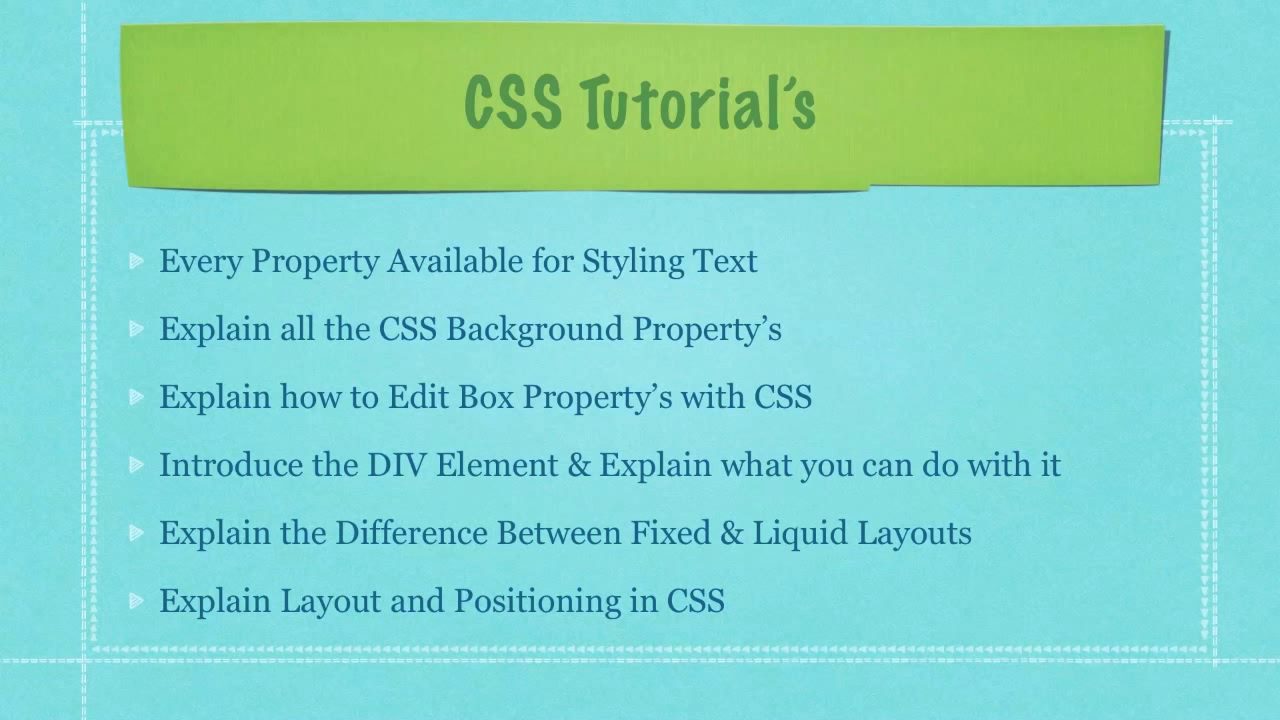 CSS Tutorial’s
Every Property Available for Styling Text
Explain all the CSS Background Property’s
Explain how to Edit Box Property’s with CSS
Introduce the DIV Element & Explain what you can do with it
Explain the Difference Between Fixed & Liquid Layouts
Explain Layout and Positioning in CSS